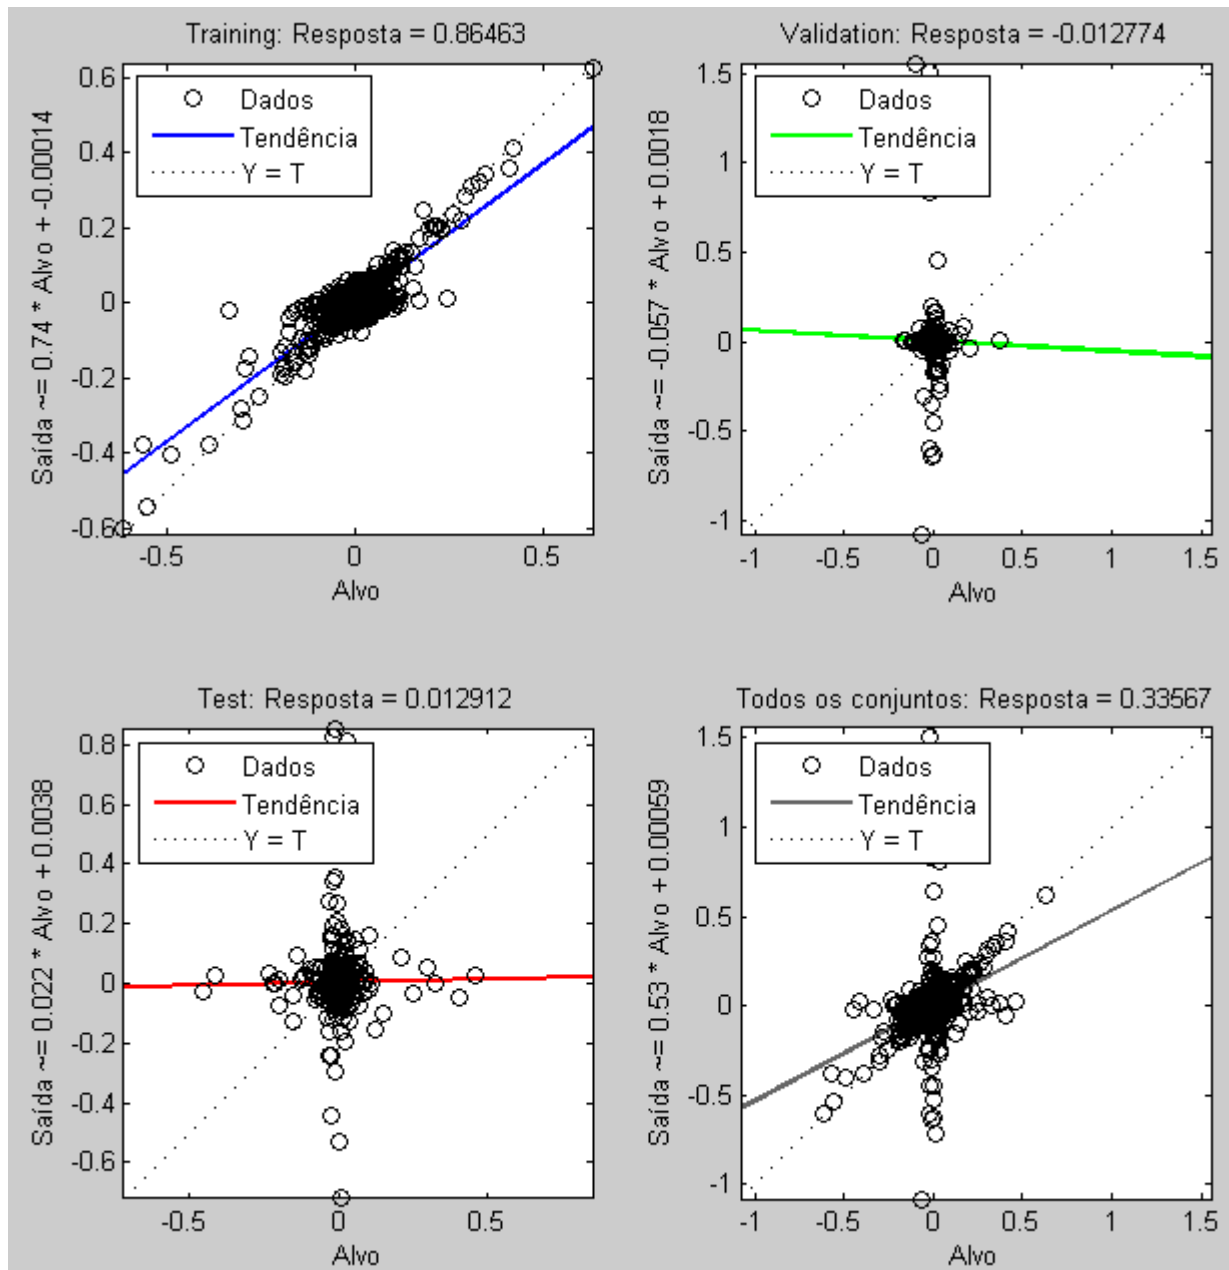 Training: Resposta = 0.86463
Saída ~= 0.74 * Alvo + -0.00014
0.6
0.4
0.2
0
-0.2
-0.4
-0.6
Dados
Tendência
Y = T
-0.5
0
0.5
Alvo
Validation: Resposta = -0.012774
Saída ~= -0.057 * Alvo + 0.0018
1.5
1
0.5
0
-0.5
-1
Dados
Tendência
Y = T
-1
-0.5
0
0.5
1
1.5
Alvo
Test: Resposta = 0.012912
Saída ~= 0.022 * Alvo + 0.0038
0.8
0.6
0.4
0.2
0
-0.2
-0.4
-0.6
Dados
Tendência
Y = T
-0.5
0
0.5
Alvo
Todos os conjuntos: Resposta = 0.33567
Saída ~= 0.53 * Alvo + 0.00059
1.5
1
0.5
0
-0.5
-1
Dados
Tendência
Y = T
-1
-0.5
0
0.5
1
1.5
Alvo